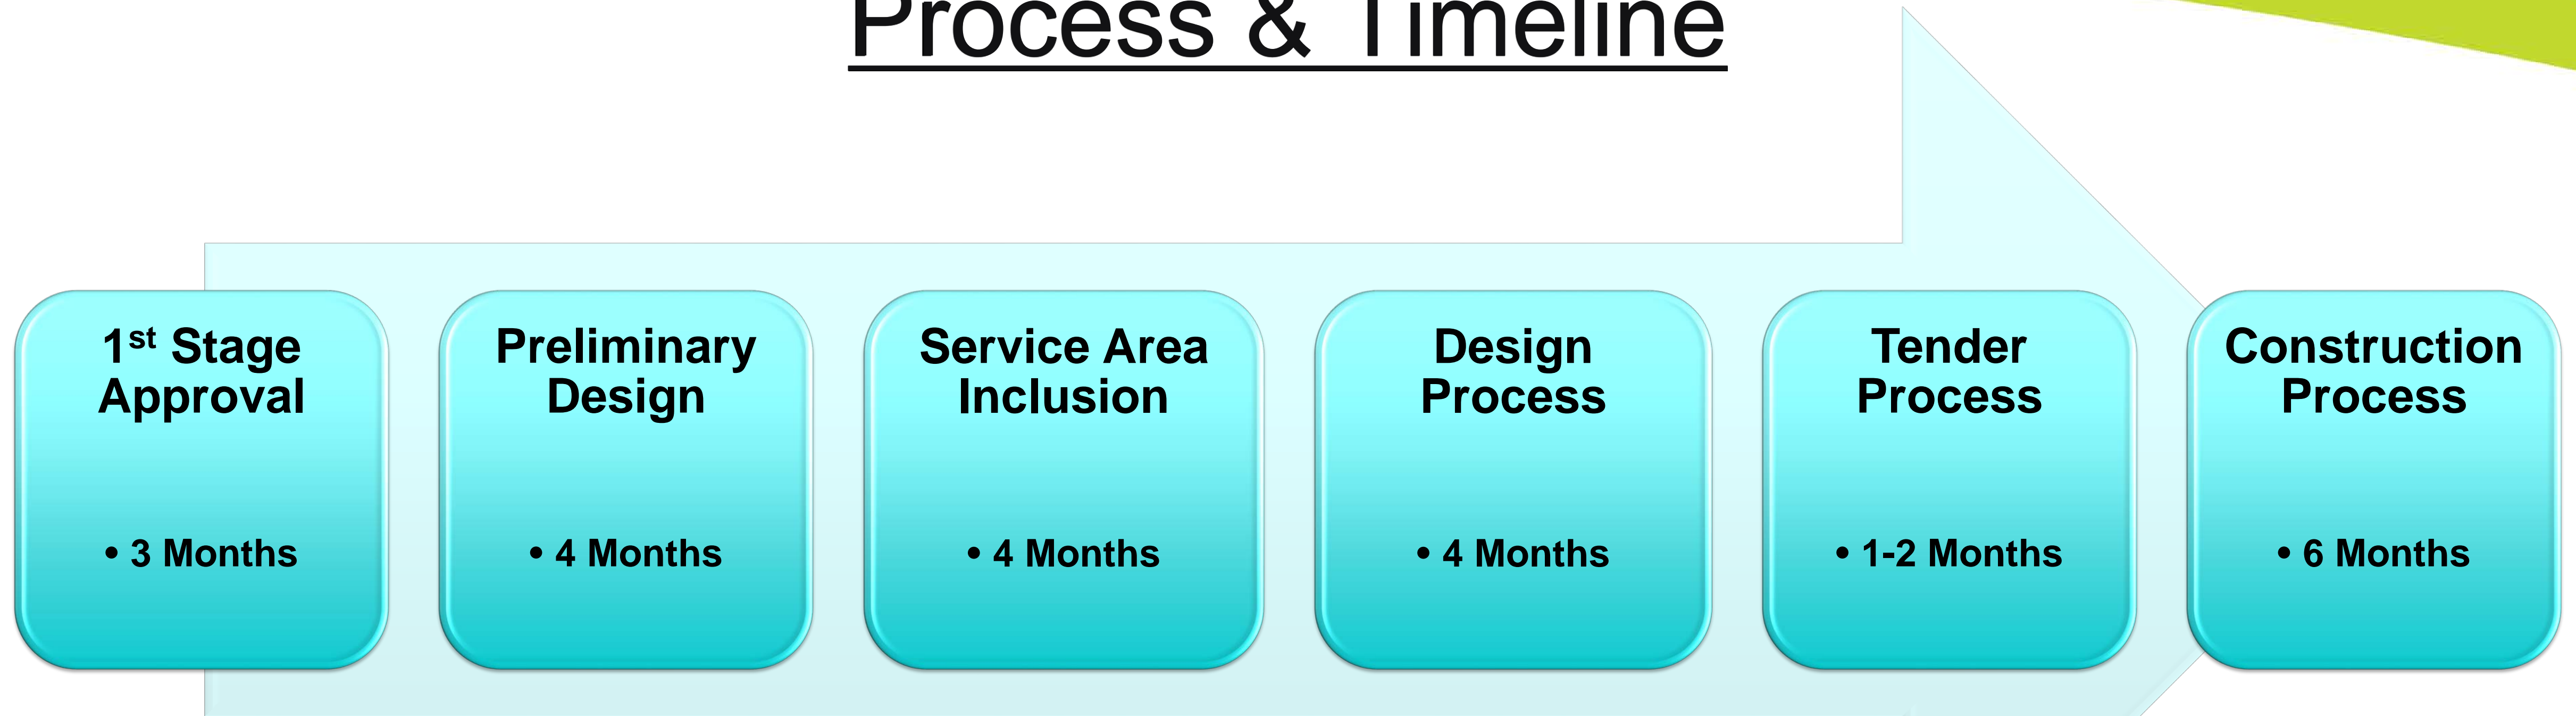 Process & Timeline
1st Stage
Approval
• 3 Months
Preliminary
Design
• 4 Months
Service Area
Inclusion
• 4 Months
Design
Process
• 4 Months
Tender
Process
• 1-2 Months
Construction
Process
• 6 Months